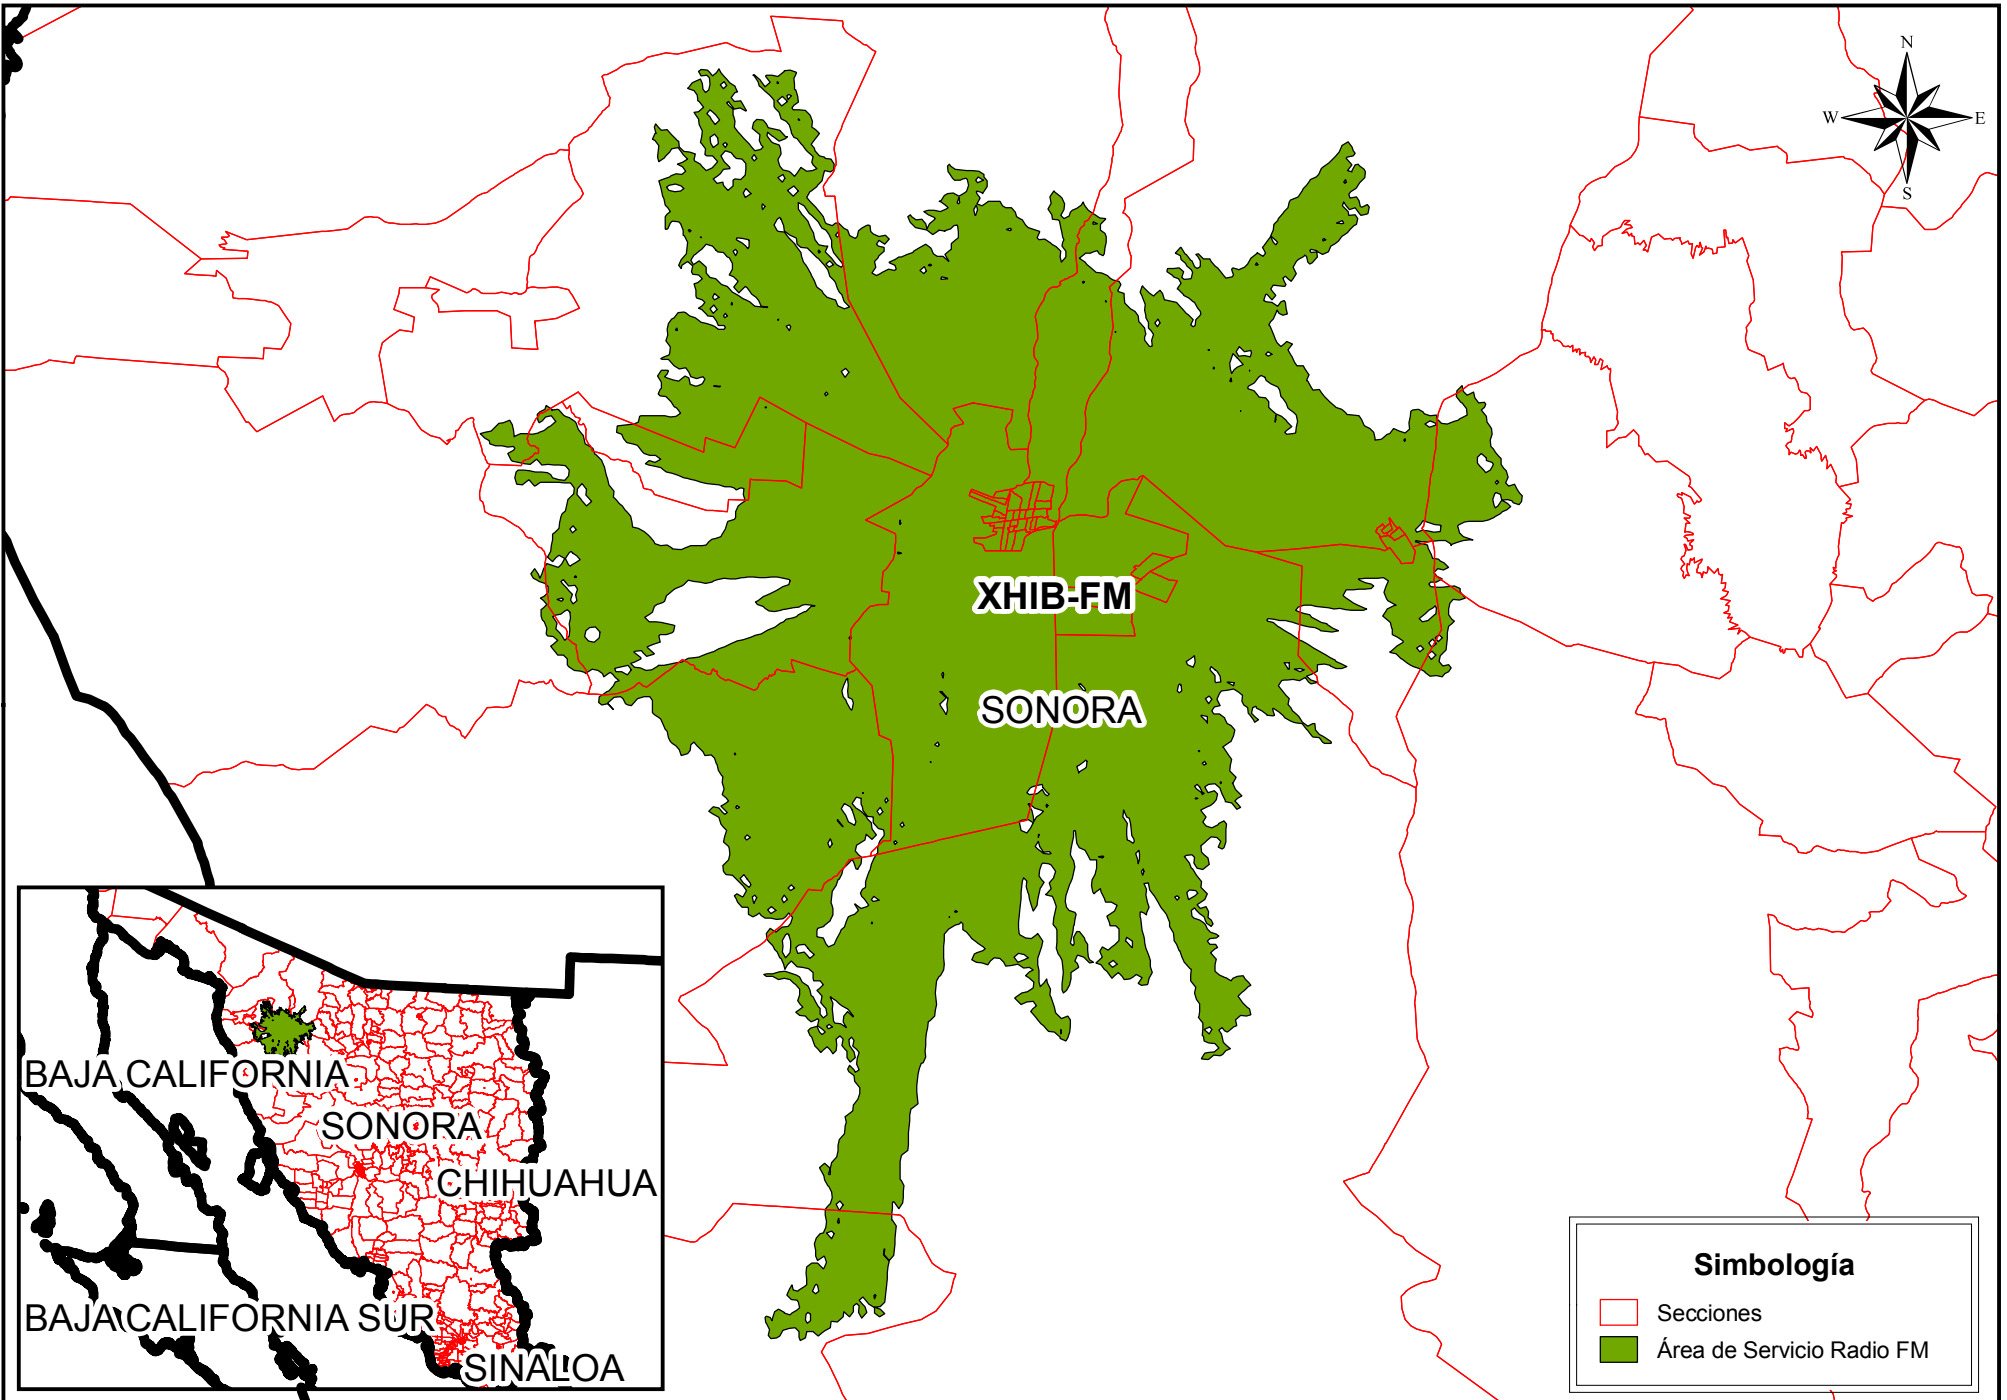 N
W E
S
XHIB-FM
SONORA
BAJA CALIFORNIA
SONORA
CHIHUAHUA
BAJA CALIFORNIA SUR
SINALOA
Simbología
Secciones
Área de Servicio Radio FM